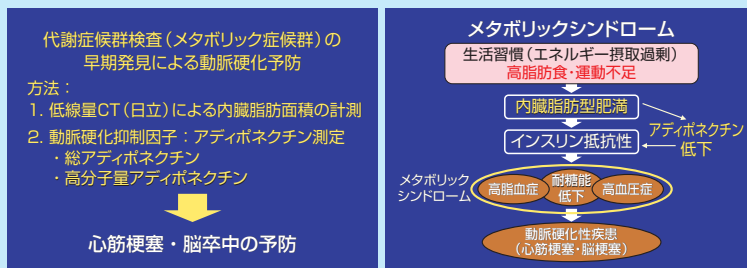 代謝症候群検査(メタボリック症候群)の
早期発見による動脈硬化予防
方法:
1. 低線量CT(日立)による内臓脂肪面積の計測
2. 動脈硬化抑制因子:アディポネクチン測定
・総アディポネクチン
・高分子量アディポネクチン
心筋梗塞・脳卒中の予防
メタボリックシンドローム
生活習慣(エネルギー摂取過剰)
高脂肪食・運動不足
内臓脂肪型肥満
アディポネクチン
低下
インスリン抵抗性
メタボリック
シンドローム
高脂血症
耐糖能
低下
高血圧症
動脈硬化性疾患
(心筋梗塞・脳梗塞)